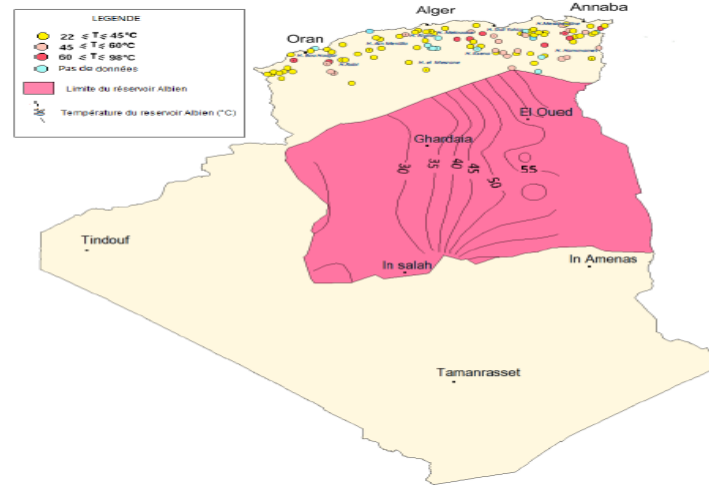 Alger
Annaba
LEGENDE
22 ≤ T ≤ 45°C
45 ≤ T ≤ 60°C
60 ≤ T ≤ 98°C
Pas de données
Limite du réservoir Albien
Température du reservoir Albien (°C)
Oran
El Oued
Ghardaia
30
35
40
45
50
55
Tindouf
In salah
In Amenas
Tamanrasset